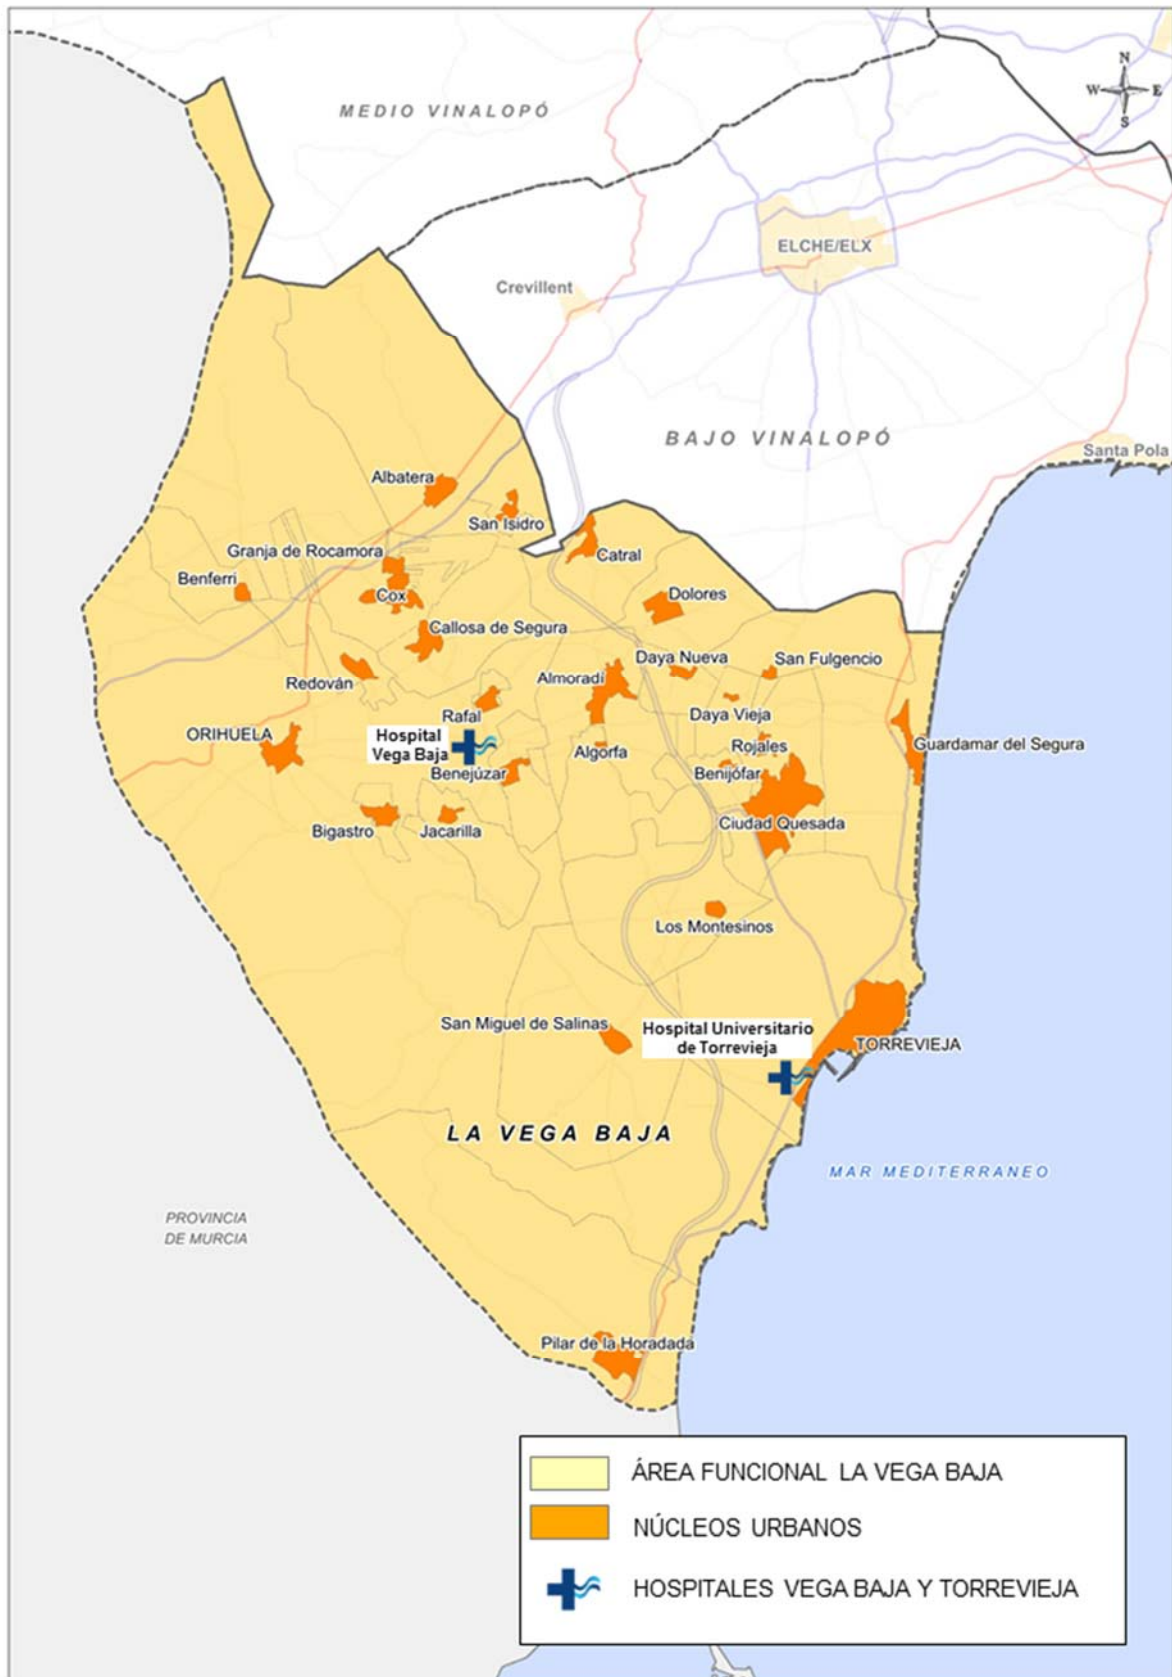 N
W
E
S
MEDIO VINALOPÓ
ELCHE/ELX
Crevillent
BAJO VINALOPÓ
Santa Pola
Albatera
San Isidro
Granja de Rocamora
Catral
Benferri
Cox
Dolores
Callosa de Segura
Daya Nueva
San Fulgencio
Redován
Almoradí
Rafal
Daya Vieja
ORIHUELA
Hospital
Vega Baja
Algorfa
Rojales
Guardamar del Segura
Benejúzar
Benijófar
Bigastro
Jacarilla
Ciudad Quesada
Los Montesinos
San Miguel de Salinas
Hospital Universitario
de Torrevieja
TORREVIEJA
LA VEGA BAJA
MAR MEDITERRANEO
PROVINCIA
DE MURCIA
Pilar de la Horadada
ÁREA FUNCIONAL LA VEGA BAJA
NÚCLEOS URBANOS
HOSPITALES VEGA BAJA Y TORREVIEJA